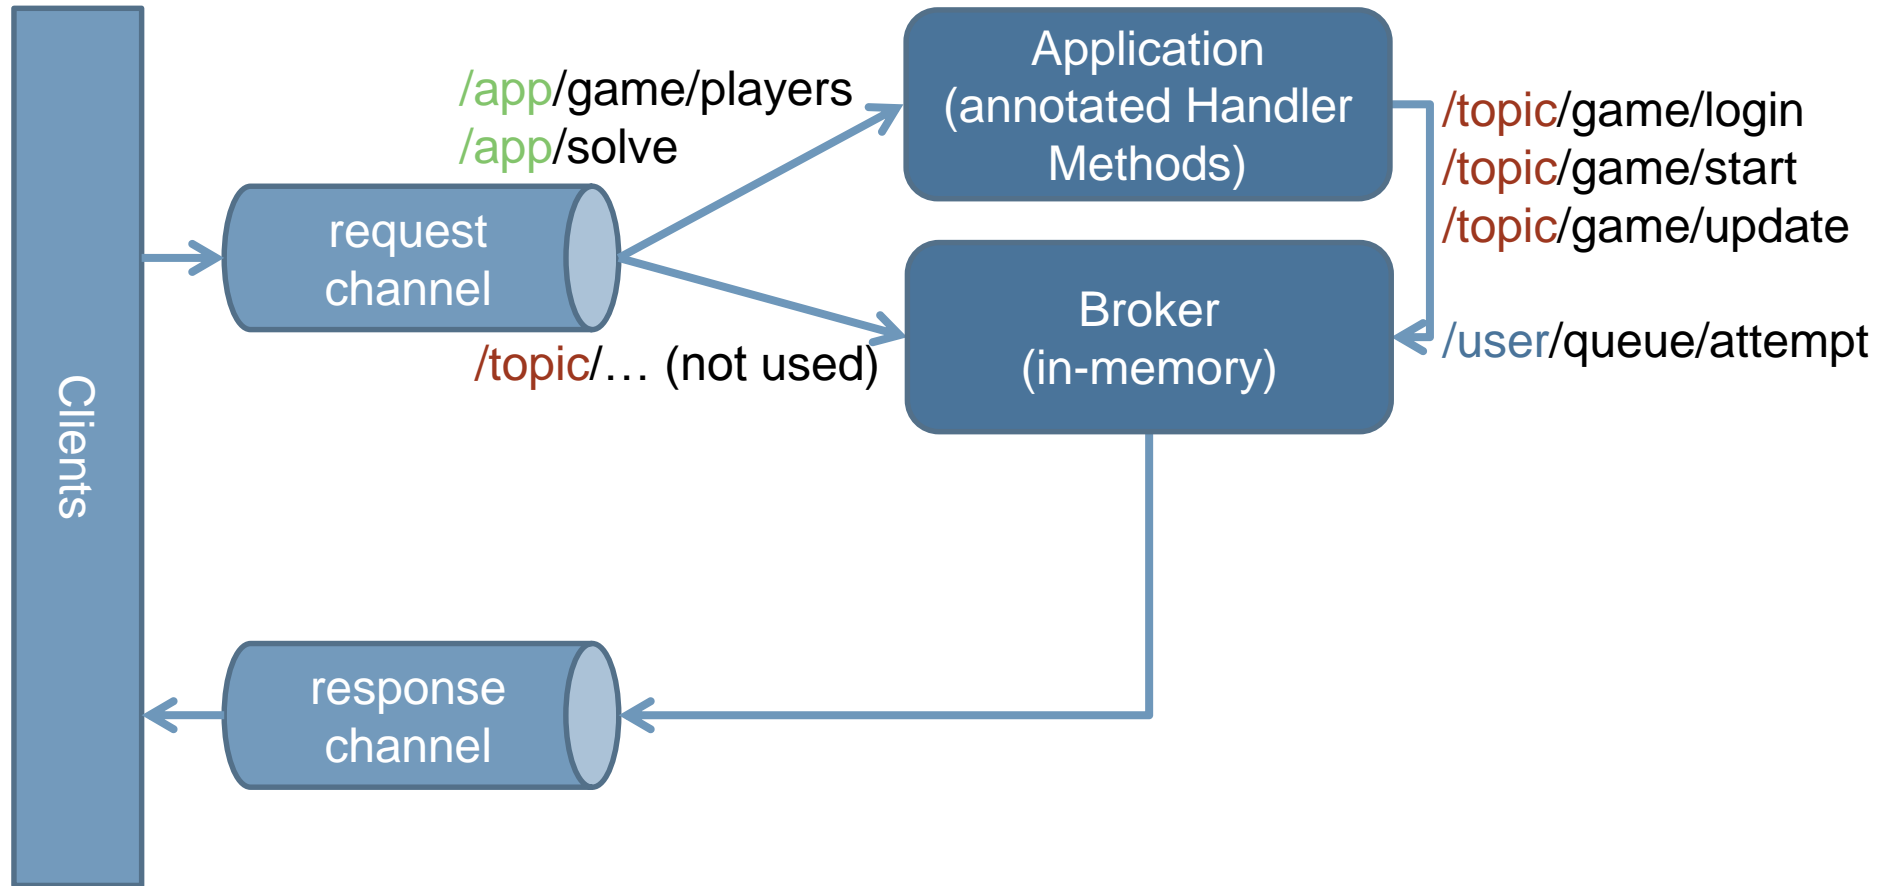 Clients
/app/game/players
/app/solve
request
channel
/topic/… (not used)
Application
(annotated Handler
Methods)
/topic/game/login
/topic/game/start
/topic/game/update
/user/queue/attempt
Broker
(in-memory)
response
channel